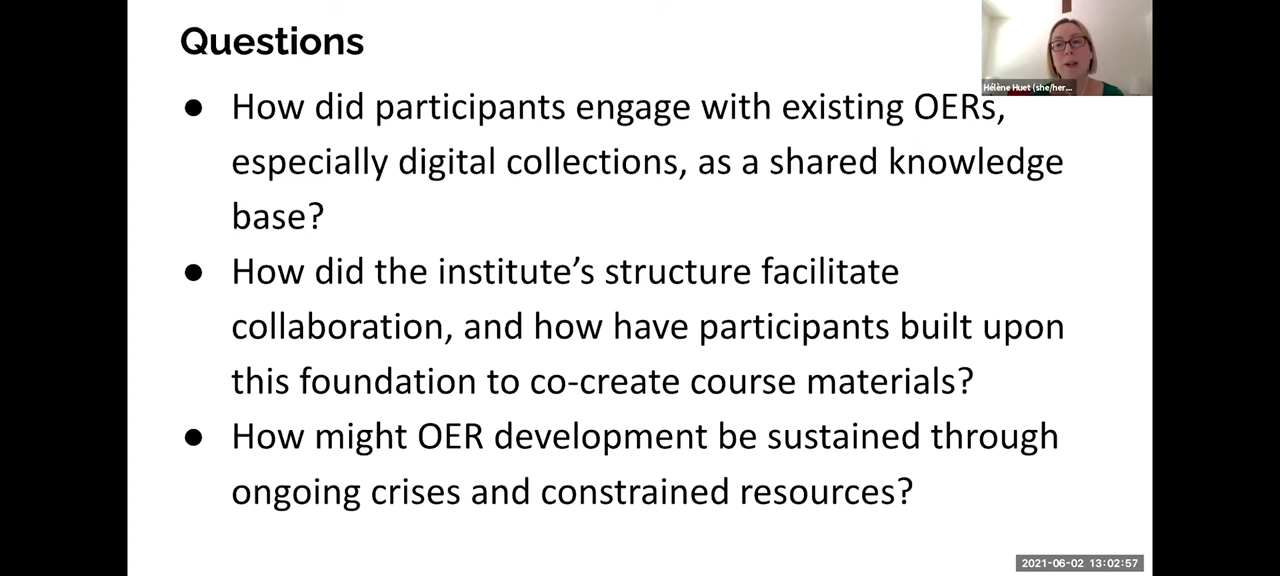 Questions
Hélène Huet (she/her...
● How did participants engage with existing OERs,
especially digital collections, as a shared knowledge
base?
● How did the institute’s structure facilitate
collaboration, and how have participants built upon
this foundation to co-create course materials?
● How might OER development be sustained through
ongoing crises and constrained resources?
2021-06-02 13:02:57